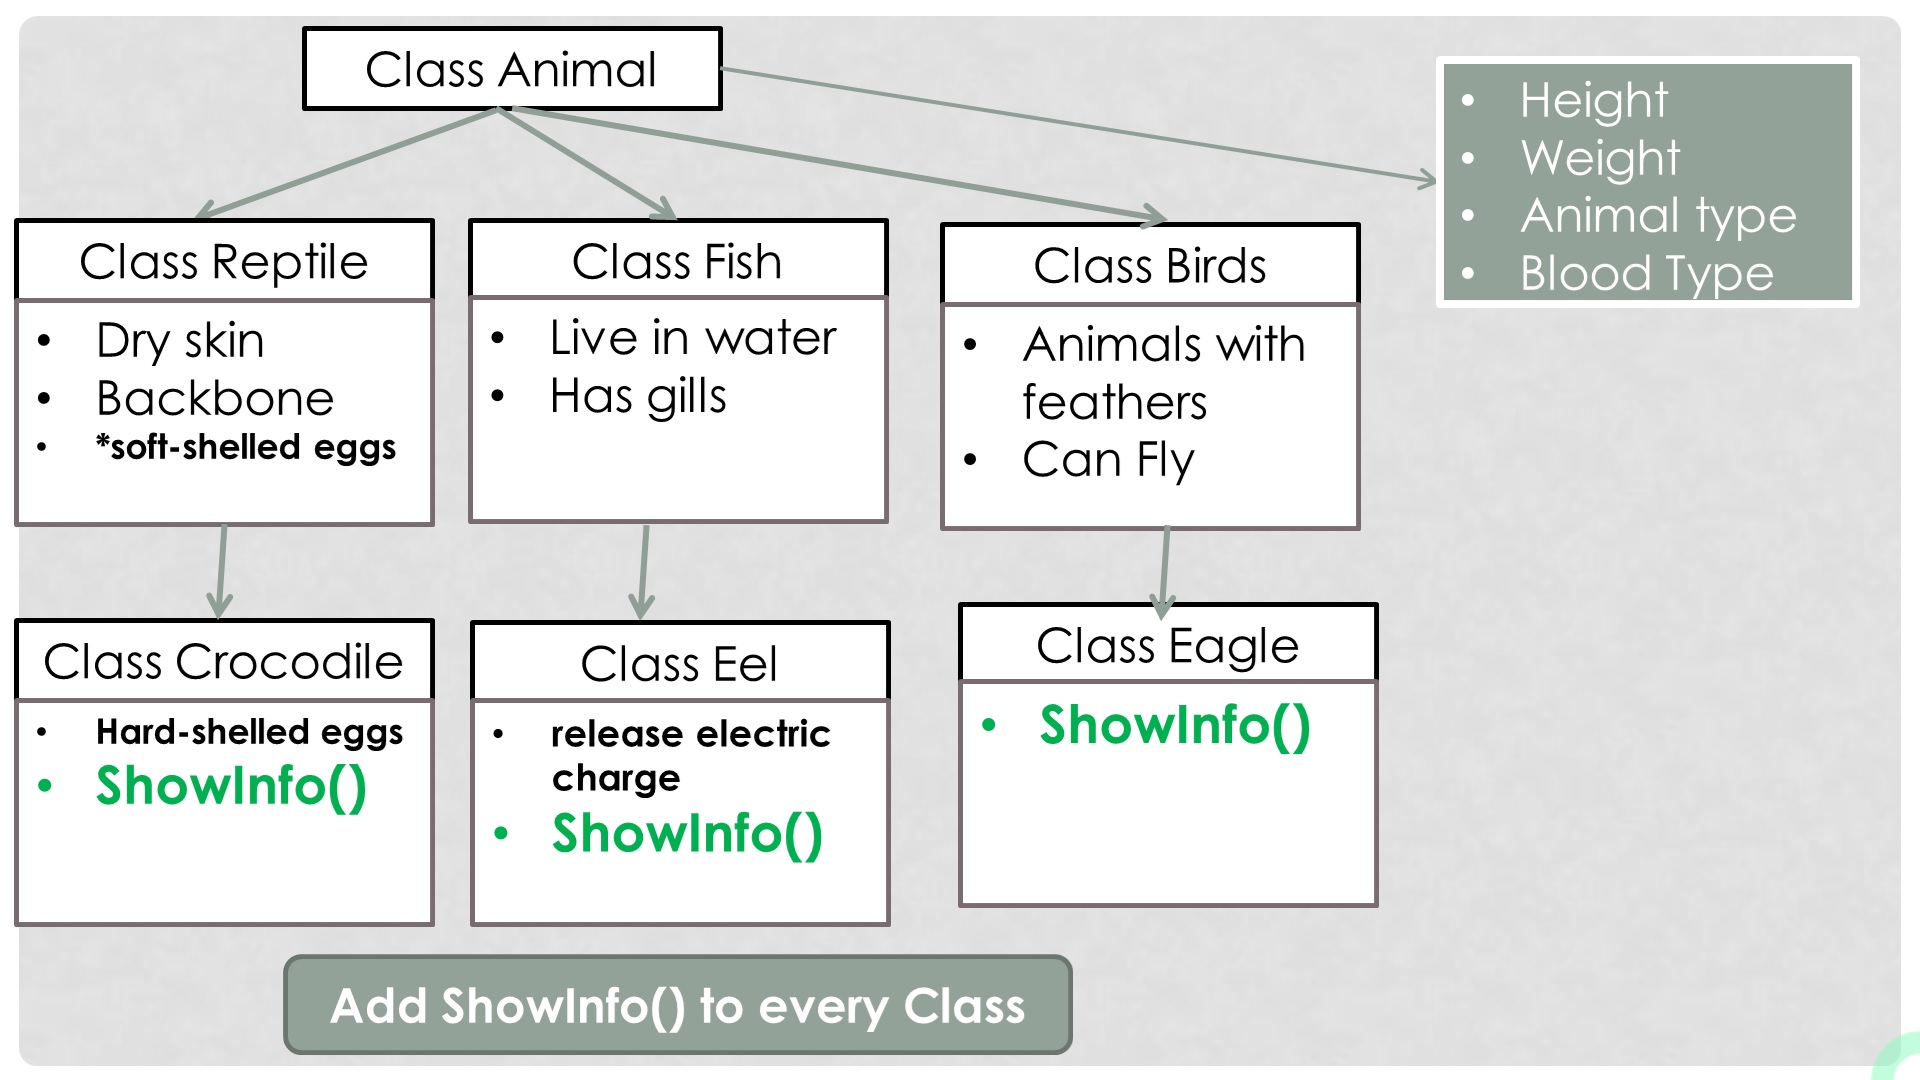 Class Animal
• Height
• Weight
• Animal type
• Blood Type
Class Reptile
• Dry skin
• Backbone
• *soft-shelled eggs
Class Fish
• Live in water
• Has gills
Class Birds
• Animals with
feathers
• Can Fly
Class Crocodile
• Hard-shelled eggs
• ShowInfo()
Class Eel
• release electric
charge
• ShowInfo()
Class Eagle
• ShowInfo()
Add ShowInfo() to every Class